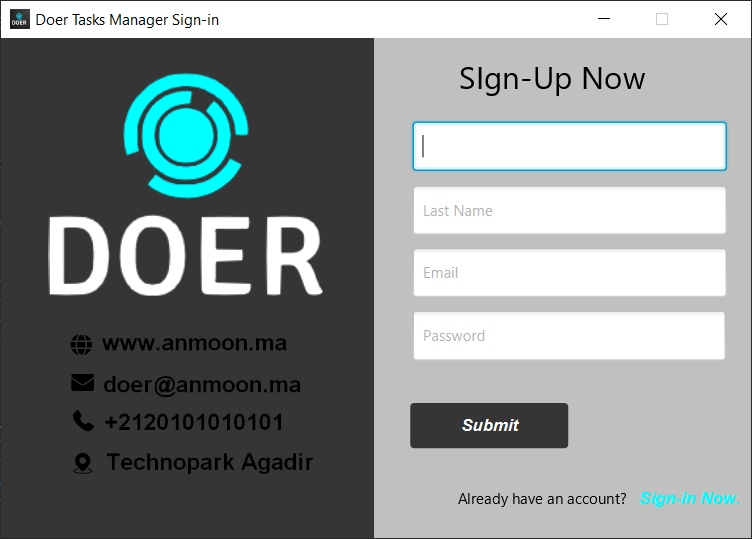 DOER
Doer Tasks Manager Sign-in
DOER
www.anmoon.ma
doer@anmoon.ma
+2120101010101
Technopark Agadir
SIgn-Up Now
Last Name
Email
Password
Submit
Already have an account? Sign-in Now.